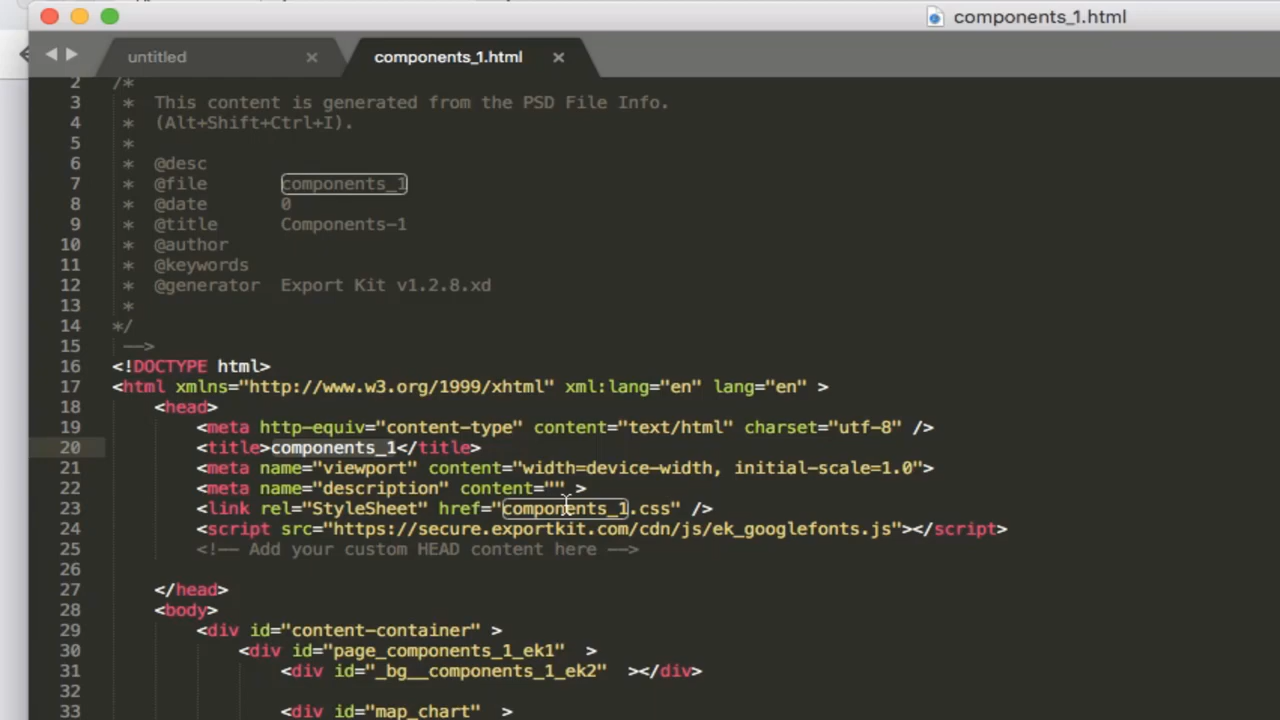 components_1.html
untitled
components_1.html
2 /*
3 * This content is generated from the PSD File Info.
4 * (Alt+Shift+Ctrl+I).
5 *
6 * @desc
7 * @file components_1
8 * @date 0
9 * @title Components-1
10 * @author
11 * @keywords
12 * @generator Export Kit v1.2.8.xd
13 *
14 */
15 -->
16 <!DOCTYPE html>
17 <html xmlns="http://www.w3.org/1999/xhtml" xml:lang="en" lang="en" >
18 <head>
19 <meta http-equiv="content-type" content="text/html" charset="utf-8" />
20 <title>components_1</title>
21 <meta name="viewport" content="width=device-width, initial-scale=1.0">
22 <meta name="description" content="" >
23 <link rel="StyleSheet" href="components_1.css" />
24 <script src="https://secure.exportkit.com/cdn/js/ek_googlefonts.js"></script>
25 <!-- Add your custom HEAD content here -->
26
27 </head>
28 <body>
29 <div id="content-container" >
30 <div id="page_components_1_ek1" >
31 <div id="_bg__components_1_ek2" ></div>
32
33 <div id="map_chart" >